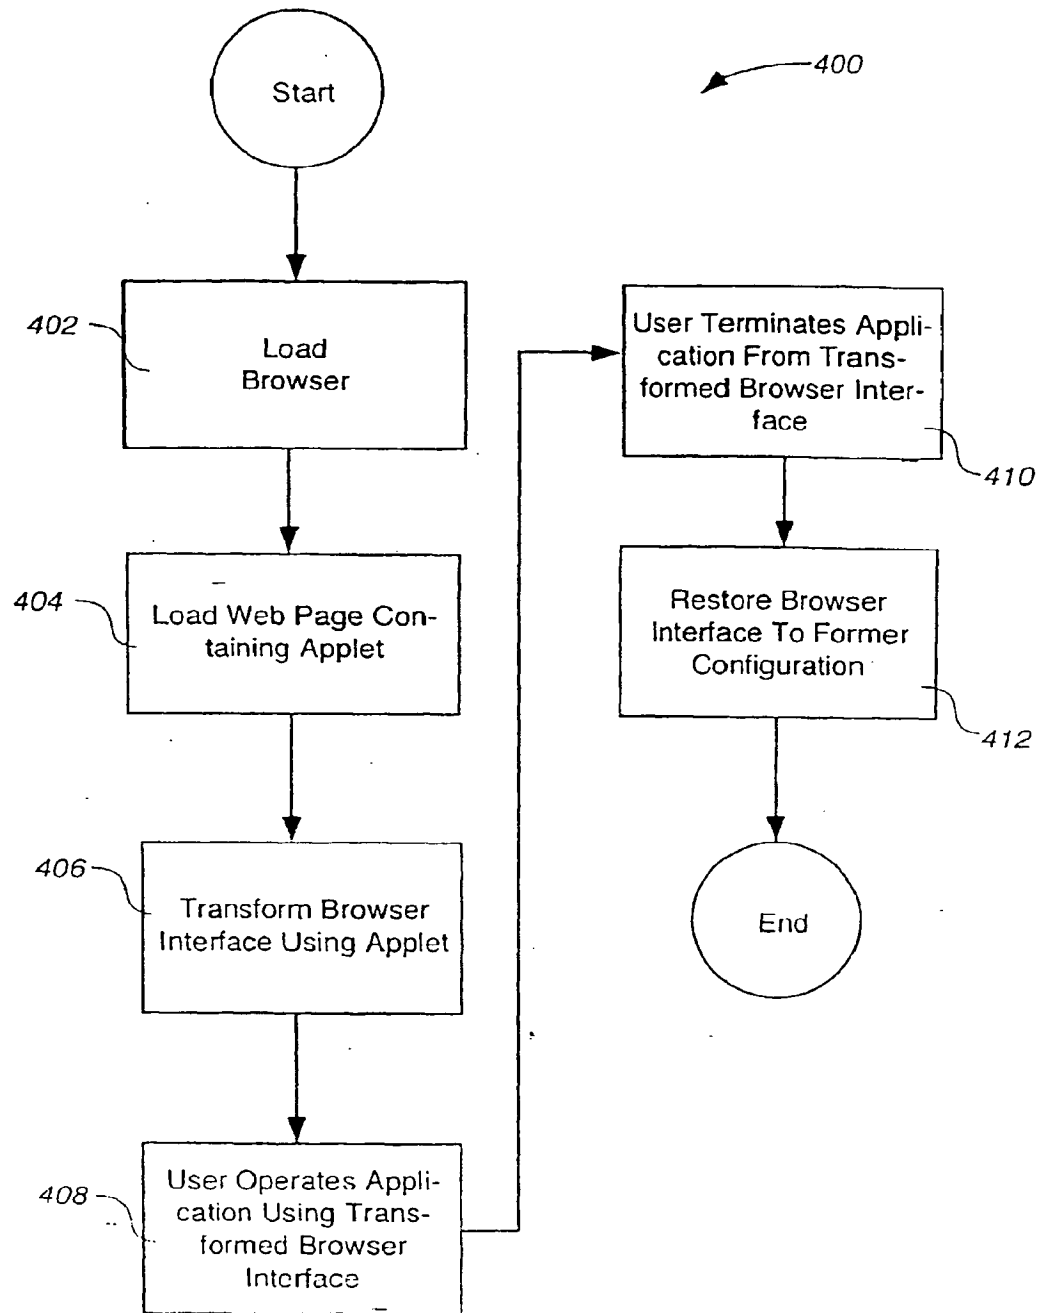 Start
400
402
Load
Browser
404
Load Web Page Con-
taining Applet
406
Transform Browser
Interface Using Applet
408
User Operates Appli-
cation Using Trans-
formed Browser
Interface
User Terminates Appli-
cation From Trans-
formed Browser Inter-
face
410
Restore Browser
Interface To Former
Configuration
412
End